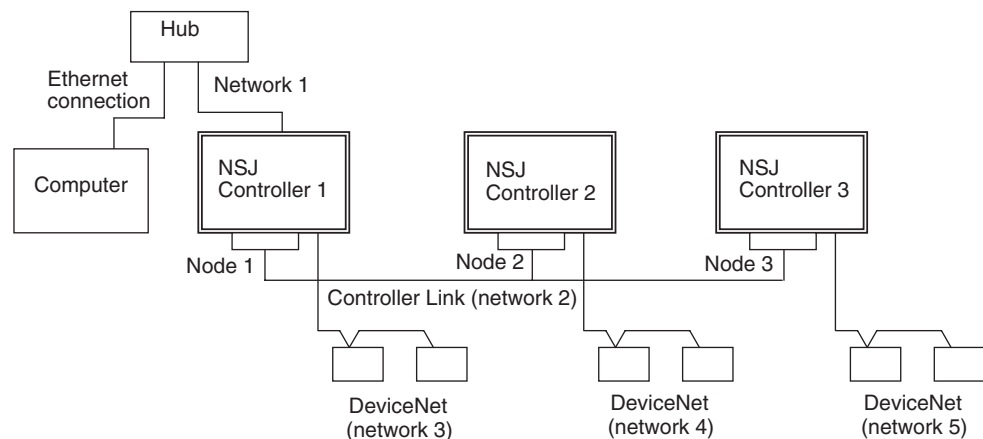 Hub
Ethernet
connection
Network 1
Computer
NSJ
Controller 1
NSJ
Controller 2
NSJ
Controller 3
Node 1
Node 2
Node 3
Controller Link (network 2)
DeviceNet
(network 3)
DeviceNet
(network 4)
DeviceNet
(network 5)